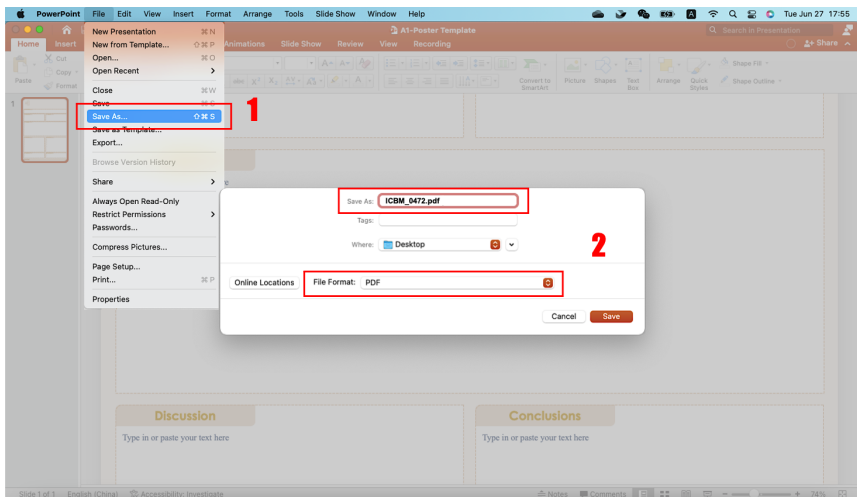 PowerPoint File Edit View Insert Format Arrange Tools Slide Show Window Help Tue Jun 27 17:55
A1-Poster Template
Search in Presentation
Home Insert Animations Slide Show Review View Recording
Share
Cut
Copy
Format
Paste
Convert to SmartArt
Picture
Shapes
Text Box
Arrange
Quick Styles
Shape Fill
Shape Outline
New Presentation ⌘ N
New from Template... ⇧ ⌘ P
Open... ⌘ O
Open Recent >
Close ⌘ W
Save ⌘ S
Save As... ⇧ ⌘ S
Save as Template...
Export...
Browse Version History
Share >
Always Open Read-Only
Restrict Permissions >
Passwords...
Compress Pictures...
Page Setup...
Print... ⌘ P
Properties
1
1
Save As: ICBM_0472.pdf
Tags:
Where: Desktop
2
Online Locations File Format: PDF
Cancel Save
Discussion
Type in or paste your text here
Conclusions
Type in or paste your text here
Slide 1 of 1 English (China) Accessibility: Investigate Notes Comments 74%